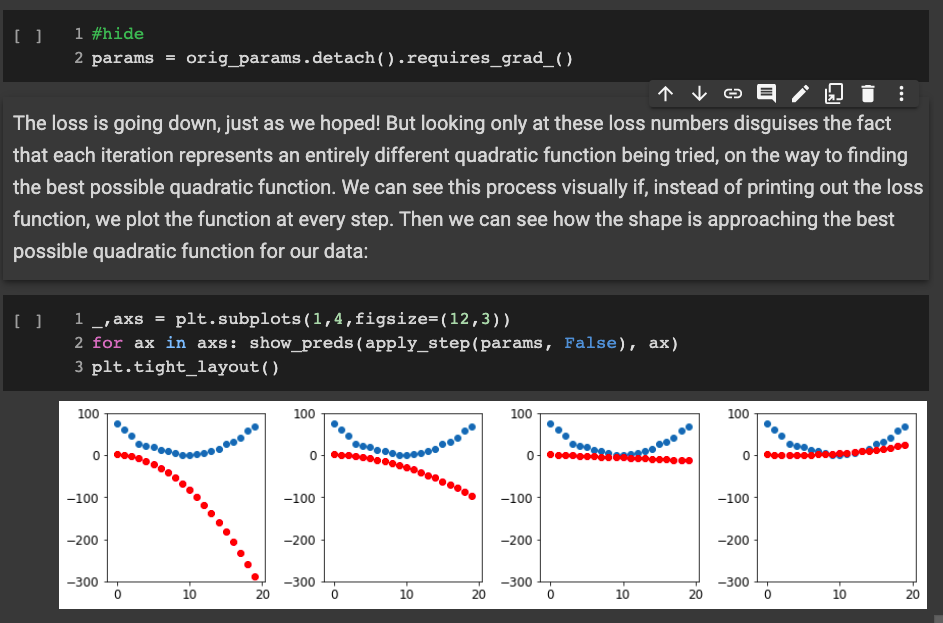 [ ] 1 #hide
2 params = orig_params.detach().requires_grad_()
The loss is going down, just as we hoped! But looking only at these loss numbers disguises the fact
that each iteration represents an entirely different quadratic function being tried, on the way to finding
the best possible quadratic function. We can see this process visually if, instead of printing out the loss
function, we plot the function at every step. Then we can see how the shape is approaching the best
possible quadratic function for our data:
[ ] 1 _,axs = plt.subplots(1,4,figsize=(12,3))
2 for ax in axs: show_preds(apply_step(params, False), ax)
3 plt.tight_layout()
100 100 100 100
0 0 0 0
−100 −100 −100 −100
−200 −200 −200 −200
−300 −300 −300 −300
0 10 20 0 10 20 0 10 20 0 10 20